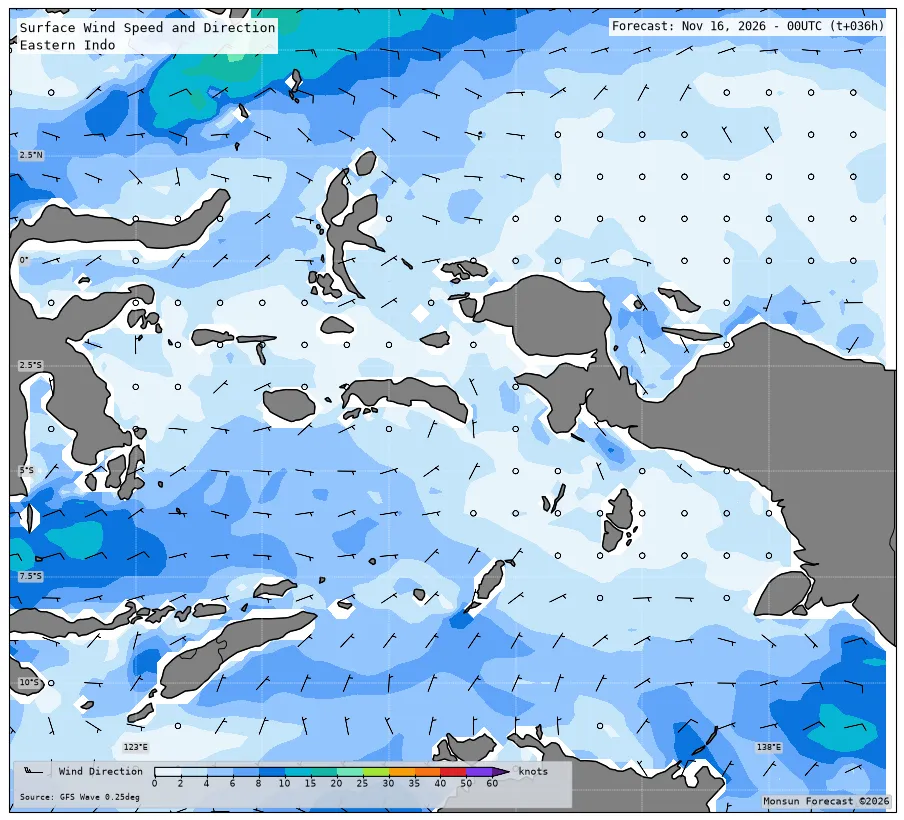 Surface Wind Speed and Direction
Eastern Indo
Forecast: Nov 16, 2026 - 00UTC (t+036h)
2.5°N
0°
2.5°S
5°S
7.5°S
10°S
123°E
138°E
Wind Direction
0 2 4 6 8 10 15 20 25 30 35 40 50 60
knots
Source: GFS Wave 0.25deg
Monsun Forecast ©2026